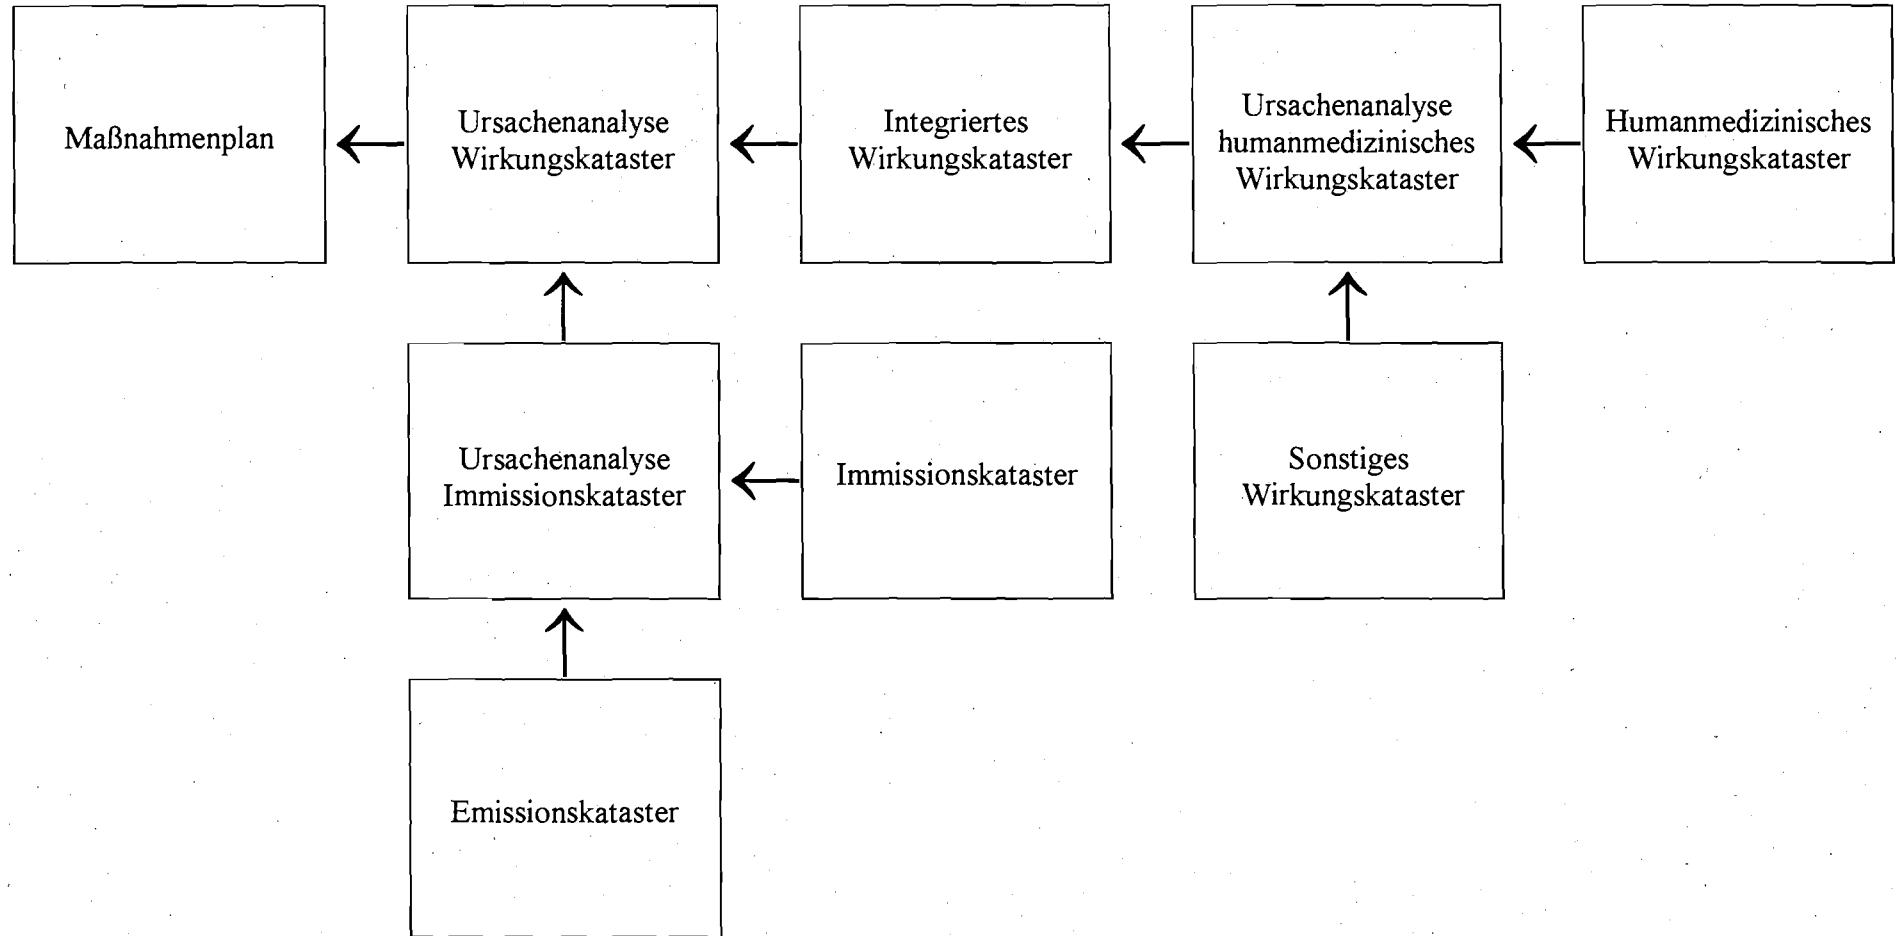 Maßnahmenplan
Ursachenanalyse
Wirkungskataster
Integriertes
Wirkungskataster
Ursachenanalyse
humanmedizinisches
Wirkungskataster
Humanmedizinisches
Wirkungskataster
Ursachenanalyse
Immissionskataster
Immissionskataster
Sonstiges
Wirkungskataster
Emissionskataster